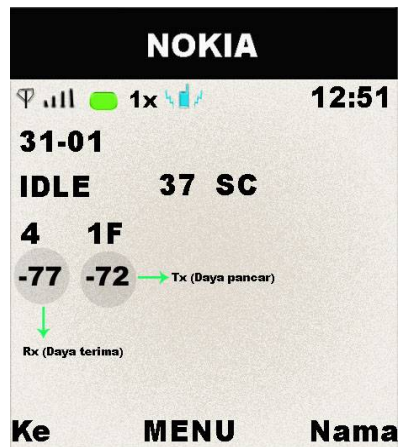 NOKIA
1x 12:51
31-01
IDLE 37 SC
4 1F
-77 -72 Tx (Daya pancar)
Rx (Daya terima)
Ke MENU Nama